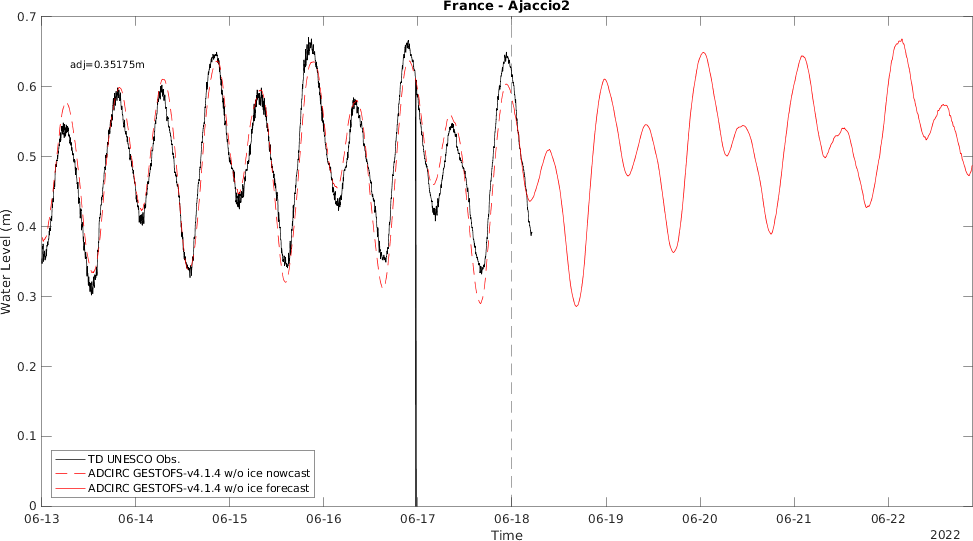 France - Ajaccio2
0.7
0.6
0.5
0.4
0.3
0.2
0.1
0
Water Level (m)
adj=0.35175m
TD UNESCO Obs.
ADCIRC GESTOFS-v4.1.4 w/o ice nowcast
ADCIRC GESTOFS-v4.1.4 w/o ice forecast
06-13 06-14 06-15 06-16 06-17 06-18 06-19 06-20 06-21 06-22
Time
2022